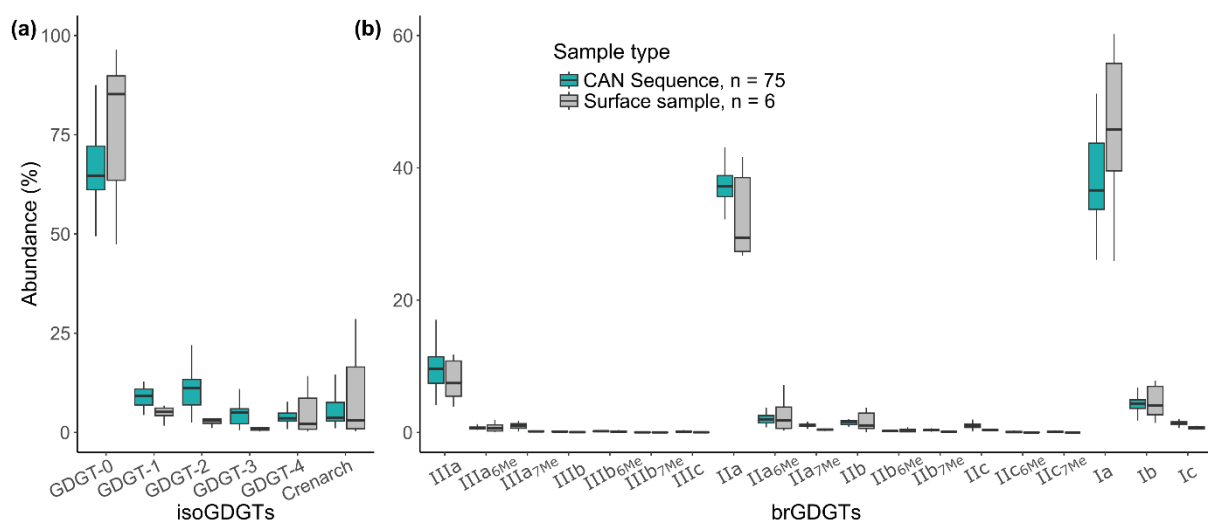 (a)
(b)
Abundance (%)
100
75
50
25
0
GDGT-0
GDGT-1
GDGT-2
GDGT-3
GDGT-4
Crenarch
isoGDGTs
Sample type
CAN Sequence, n = 75
Surface sample, n = 6
60
40
20
0
IIIa
IIIa6Me
IIIa7Me
IIIb
IIIb6Me
IIIb7Me
IIIc
IIa
IIa6Me
IIa7Me
IIb
IIb6Me
IIb7Me
IIc
IIc6Me
IIc7Me
Ia
Ib
Ic
brGDGTs